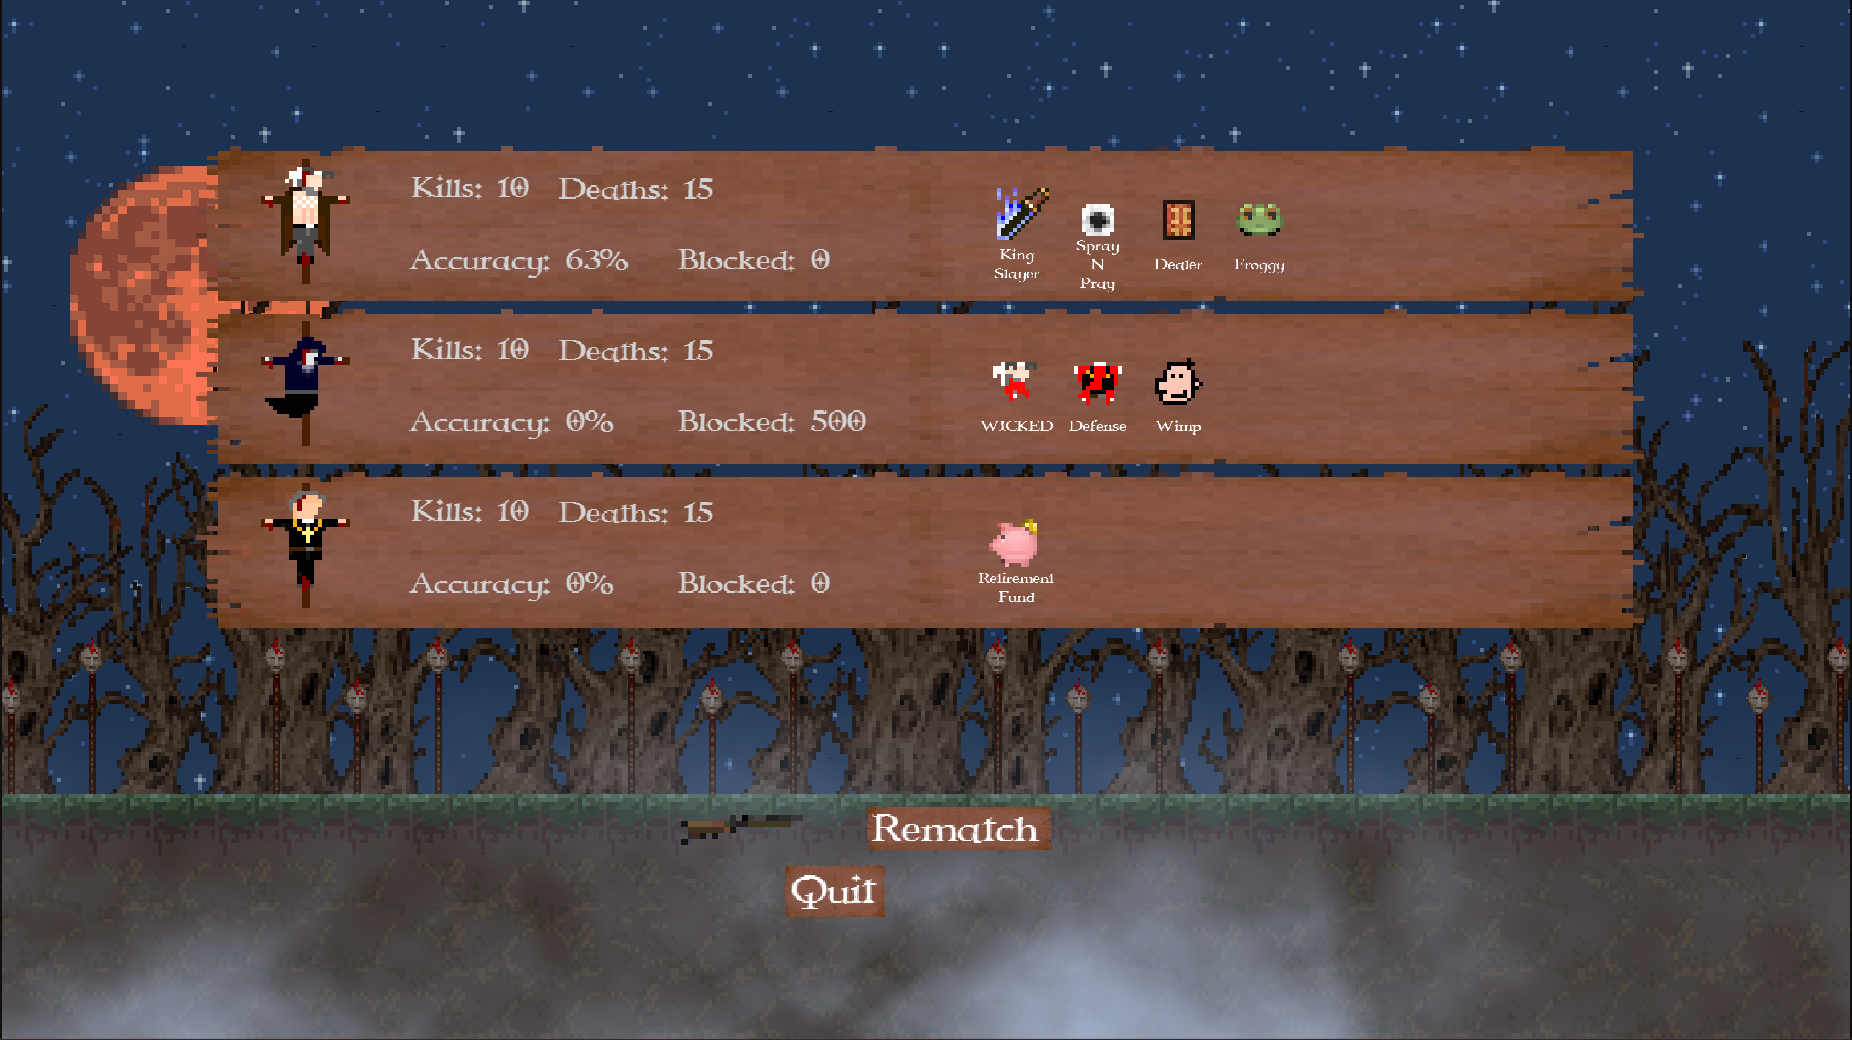 Kills: 10 Deaths: 15
Accuracy: 63% Blocked: 0
King
Slayer
Spray
N
Pray
Dealer
Froggy
Kills: 10 Deaths: 15
Accuracy: 0% Blocked: 500
WICKED
Defense
Wimp
Kills: 10 Deaths: 15
Accuracy: 0% Blocked: 0
Retirement
Fund
Rematch
Quit